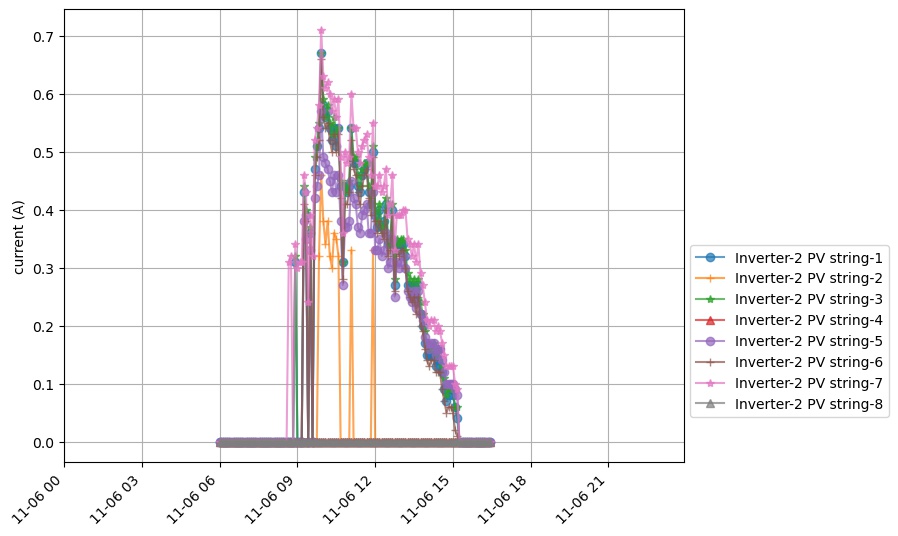 current (A)
0.7
0.6
0.5
0.4
0.3
0.2
0.1
0.0
11-06 00
11-06 03
11-06 06
11-06 09
11-06 12
11-06 15
11-06 18
11-06 21
Inverter-2 PV string-1
Inverter-2 PV string-2
Inverter-2 PV string-3
Inverter-2 PV string-4
Inverter-2 PV string-5
Inverter-2 PV string-6
Inverter-2 PV string-7
Inverter-2 PV string-8